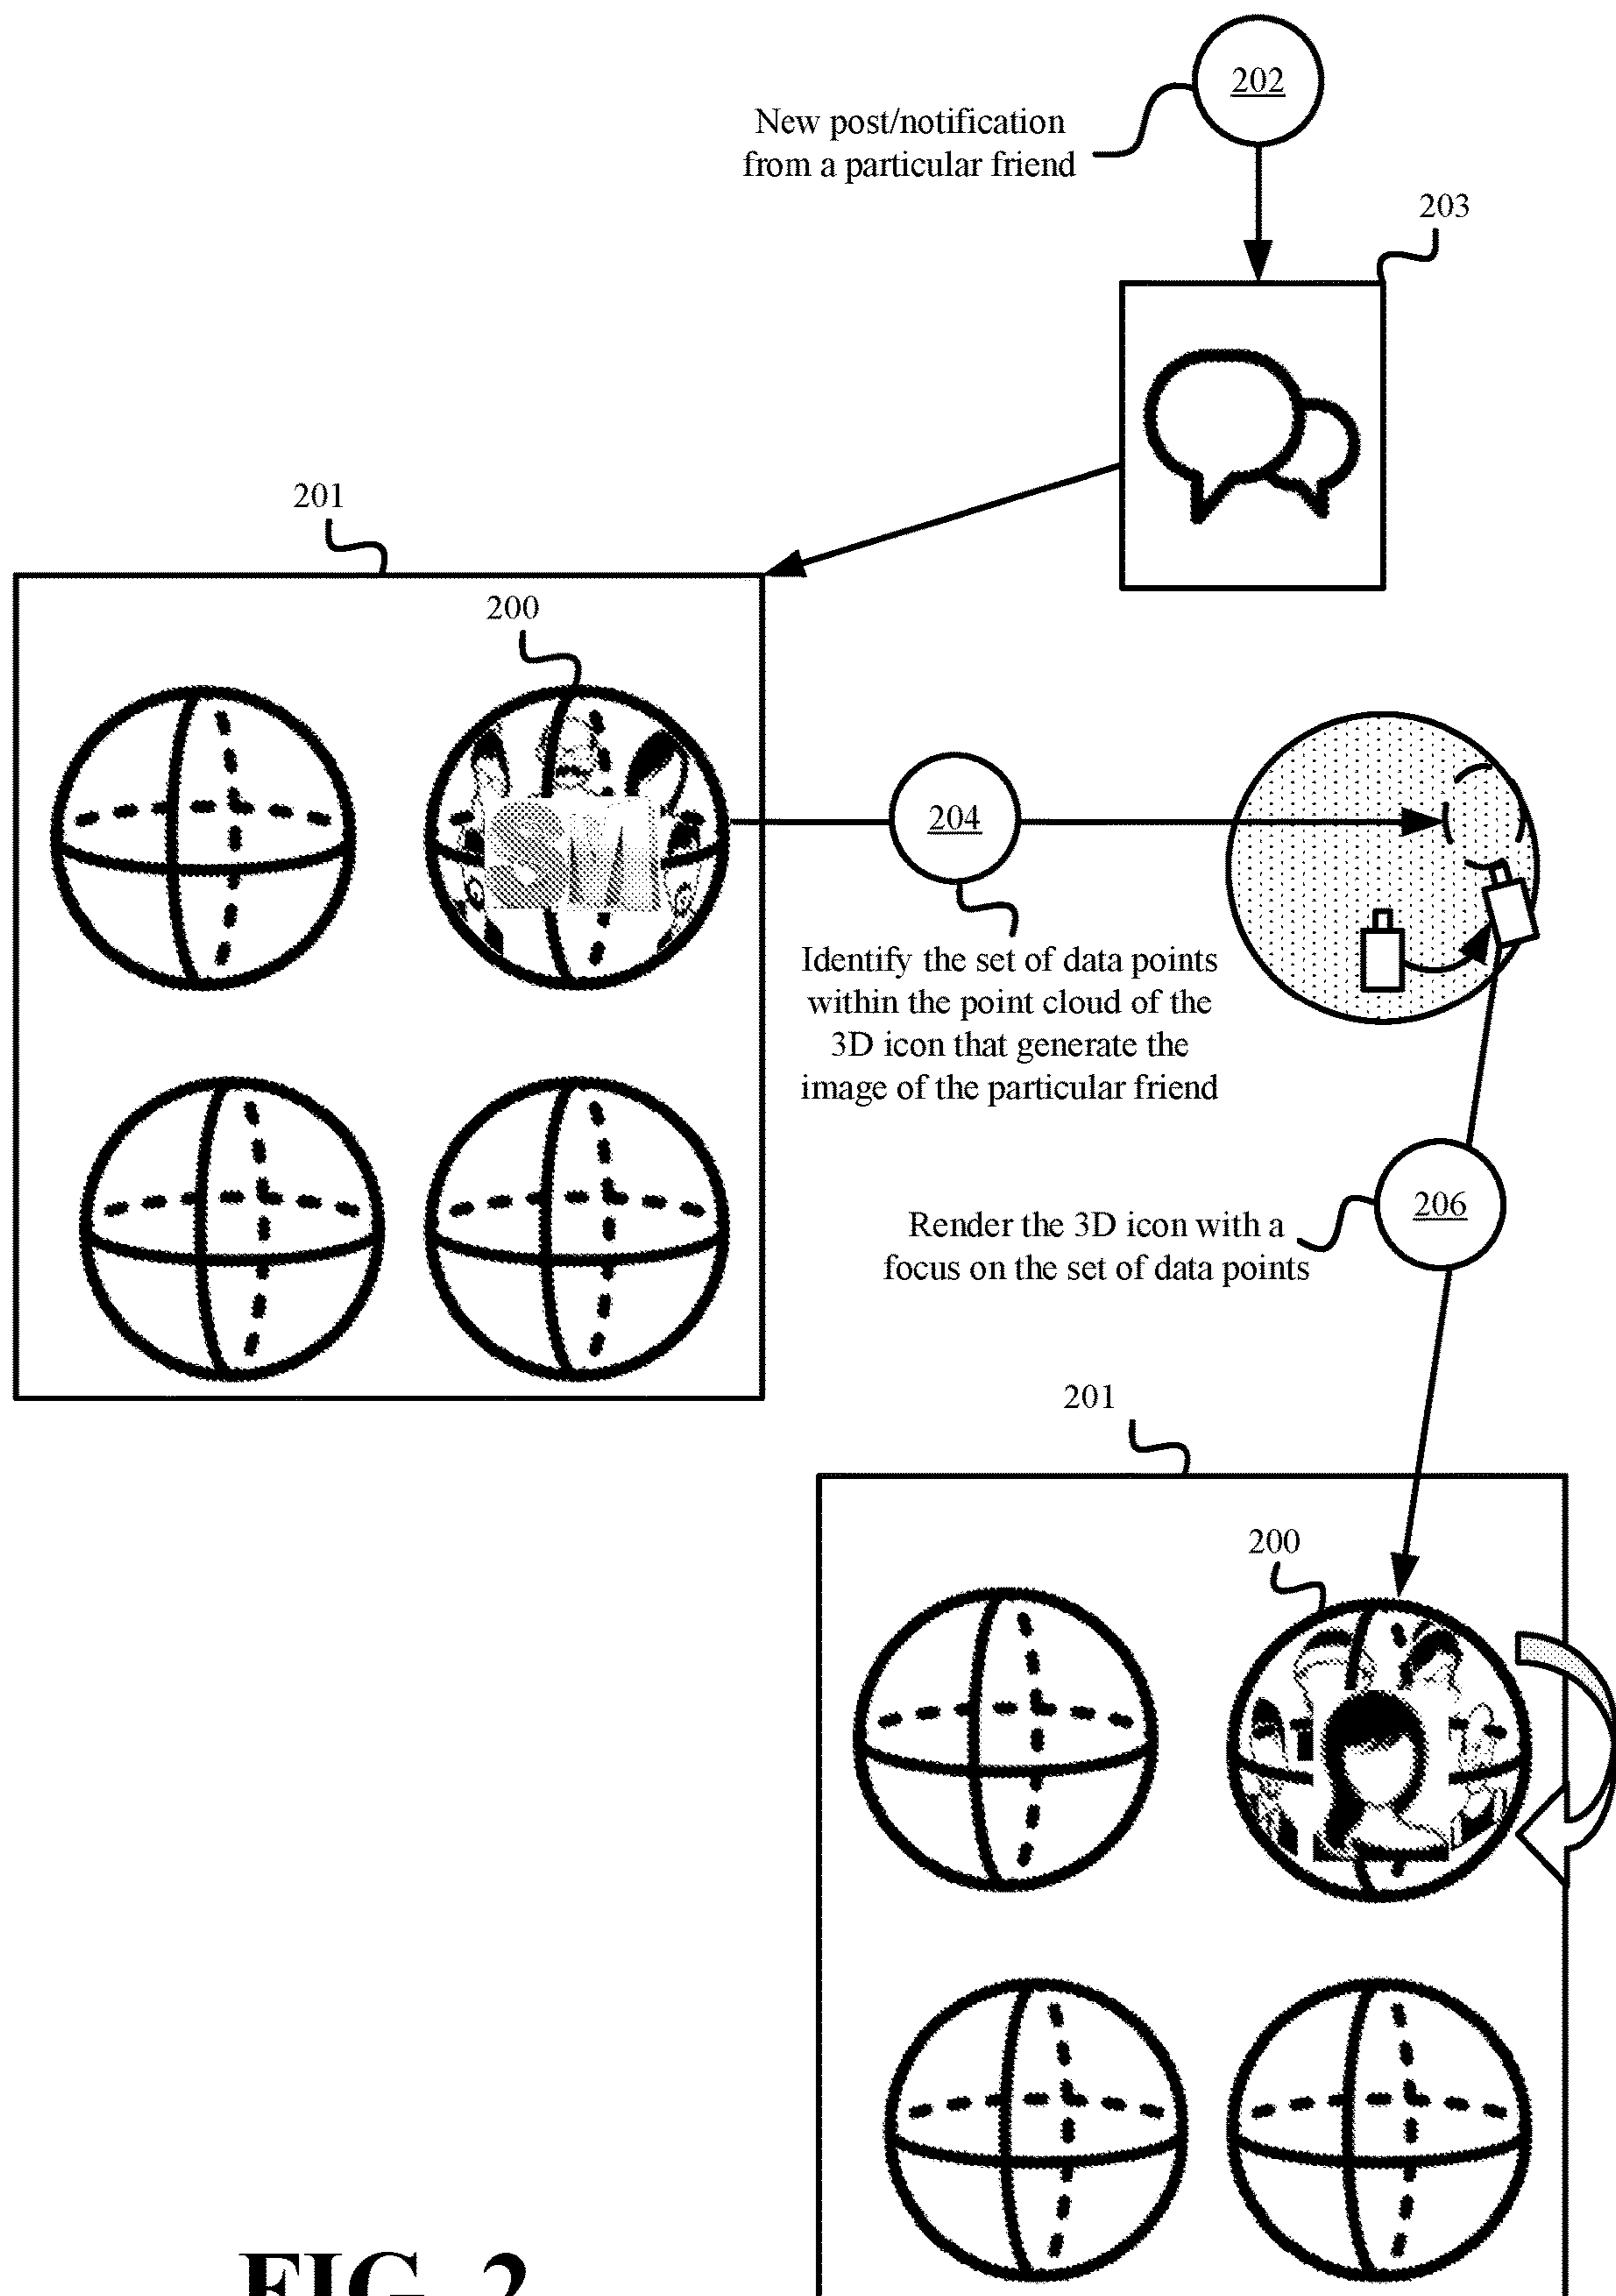 202
New post/notification
from a particular friend
203
201
200
SM
204
Identify the set of data points
within the point cloud of the
3D icon that generate the
image of the particular friend
206
Render the 3D icon with a
focus on the set of data points
201
200
FIG. 2